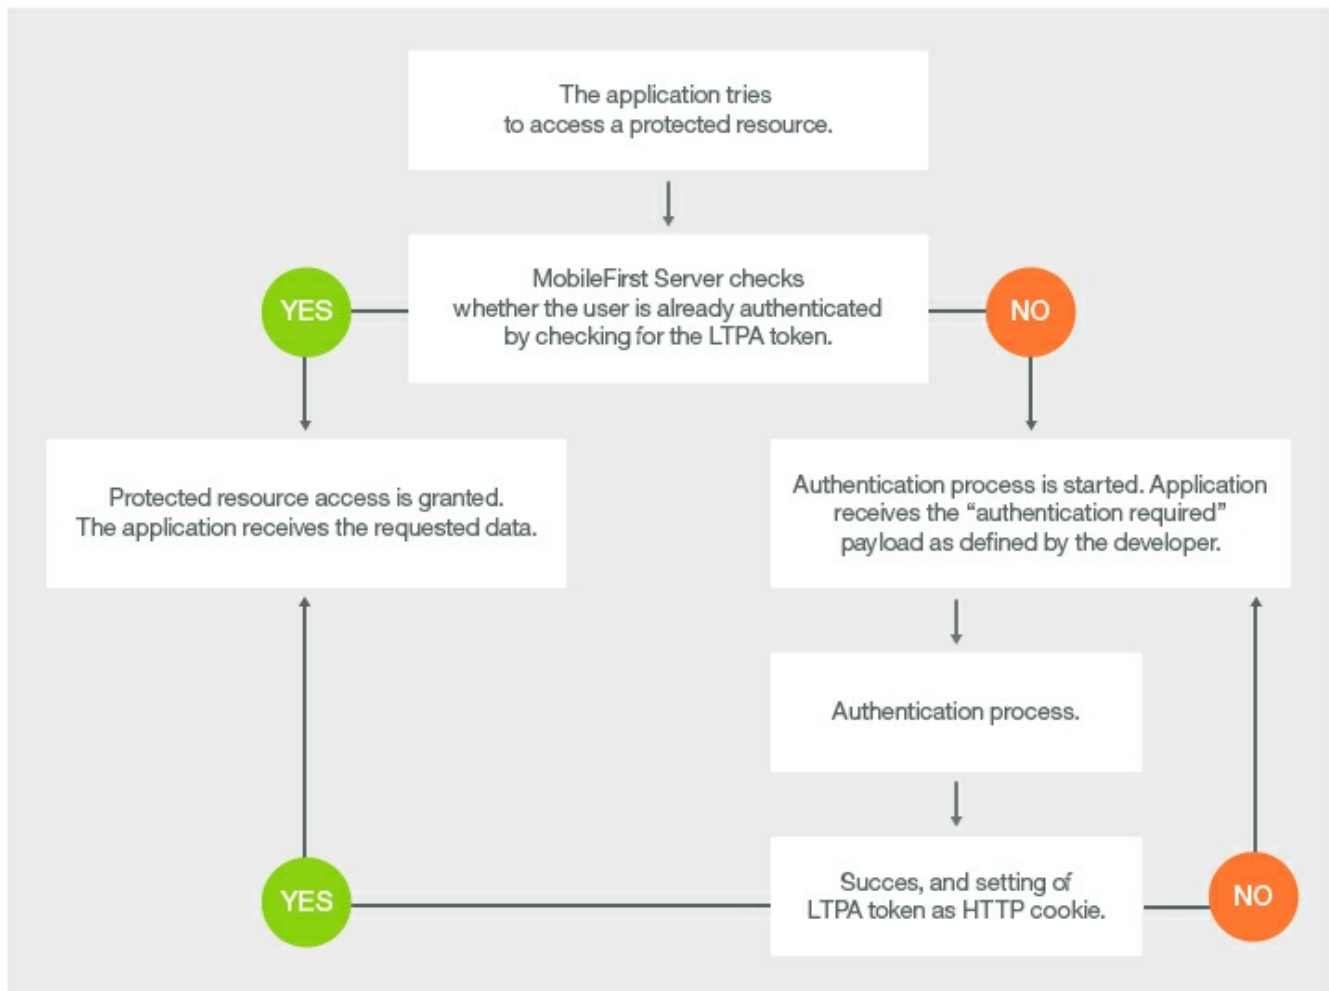 The application tries
to access a protected resource.
MobileFirst Server checks
whether the user is already authenticated
by checking for the LTPA token.
YES
NO
Protected resource access is granted.
The application receives the requested data.
Authentication process is started. Application
receives the “authentication required”
payload as defined by the developer.
Authentication process.
Succes, and setting of
LTPA token as HTTP cookie.
YES
NO